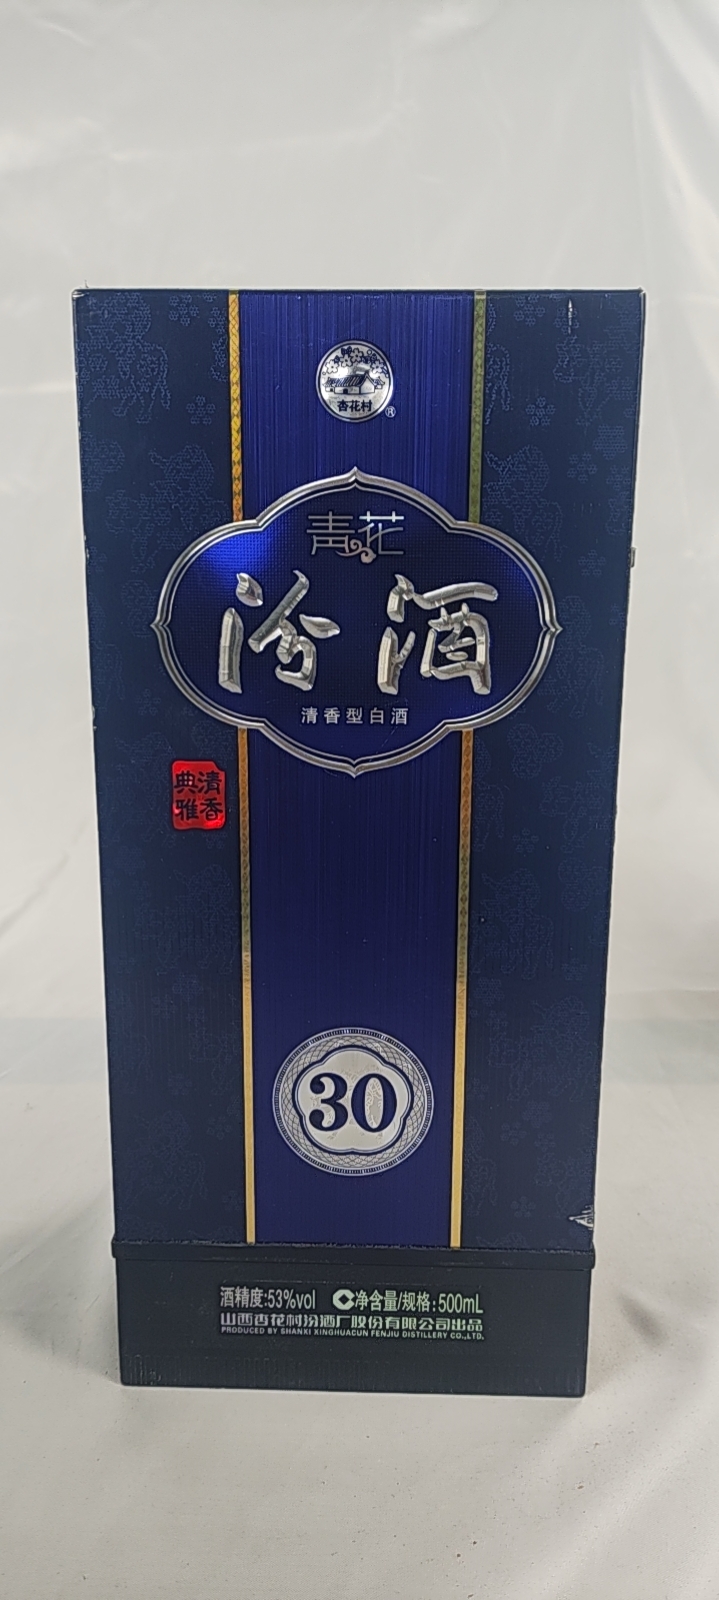 杏花村
®
青花
汾酒
清香型白酒
清香
典雅
30
酒精度:53%vol 净含量/规格:500mL
山西杏花村汾酒厂股份有限公司出品
PRODUCED BY SHANXI XINGHUACUN FENJIU DISTILLERY CO.,LTD.